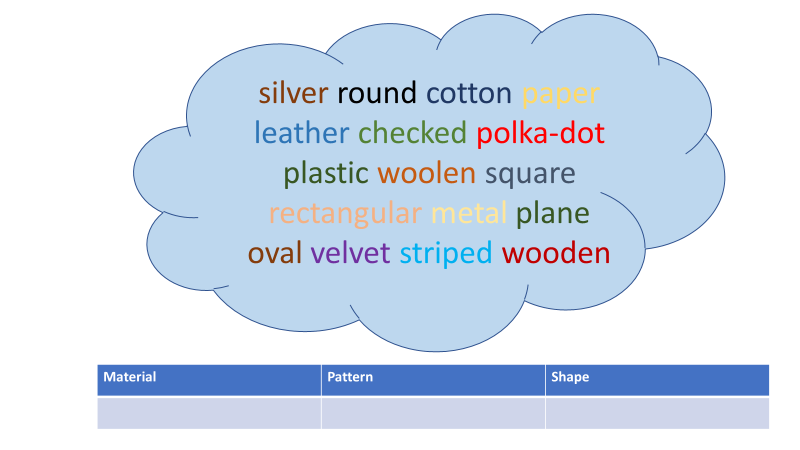 silver round cotton paper
leather checked polka-dot
plastic woolen square
rectangular metal plane
oval velvet striped wooden
Material Pattern Shape